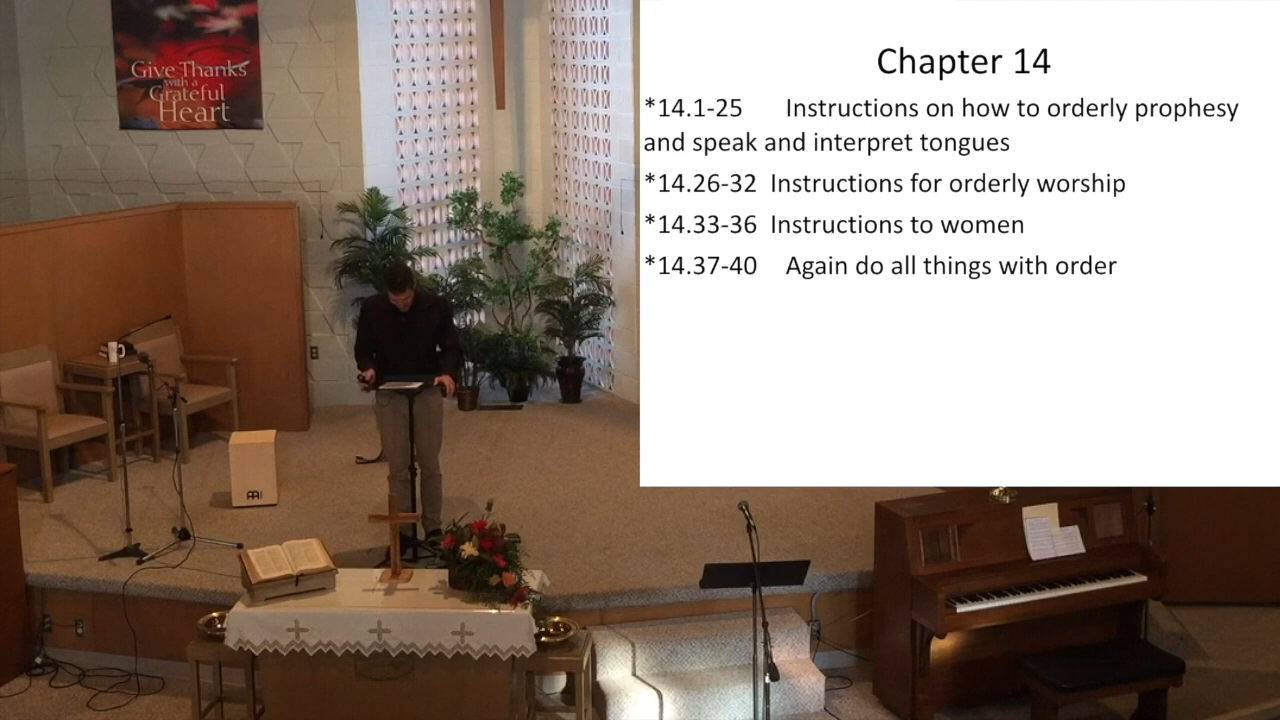 Give Thanks
with a
Grateful
Heart
Chapter 14
*14.1-25 Instructions on how to orderly prophesy
and speak and interpret tongues
*14.26-32 Instructions for orderly worship
*14.33-36 Instructions to women
*14.37-40 Again do all things with order